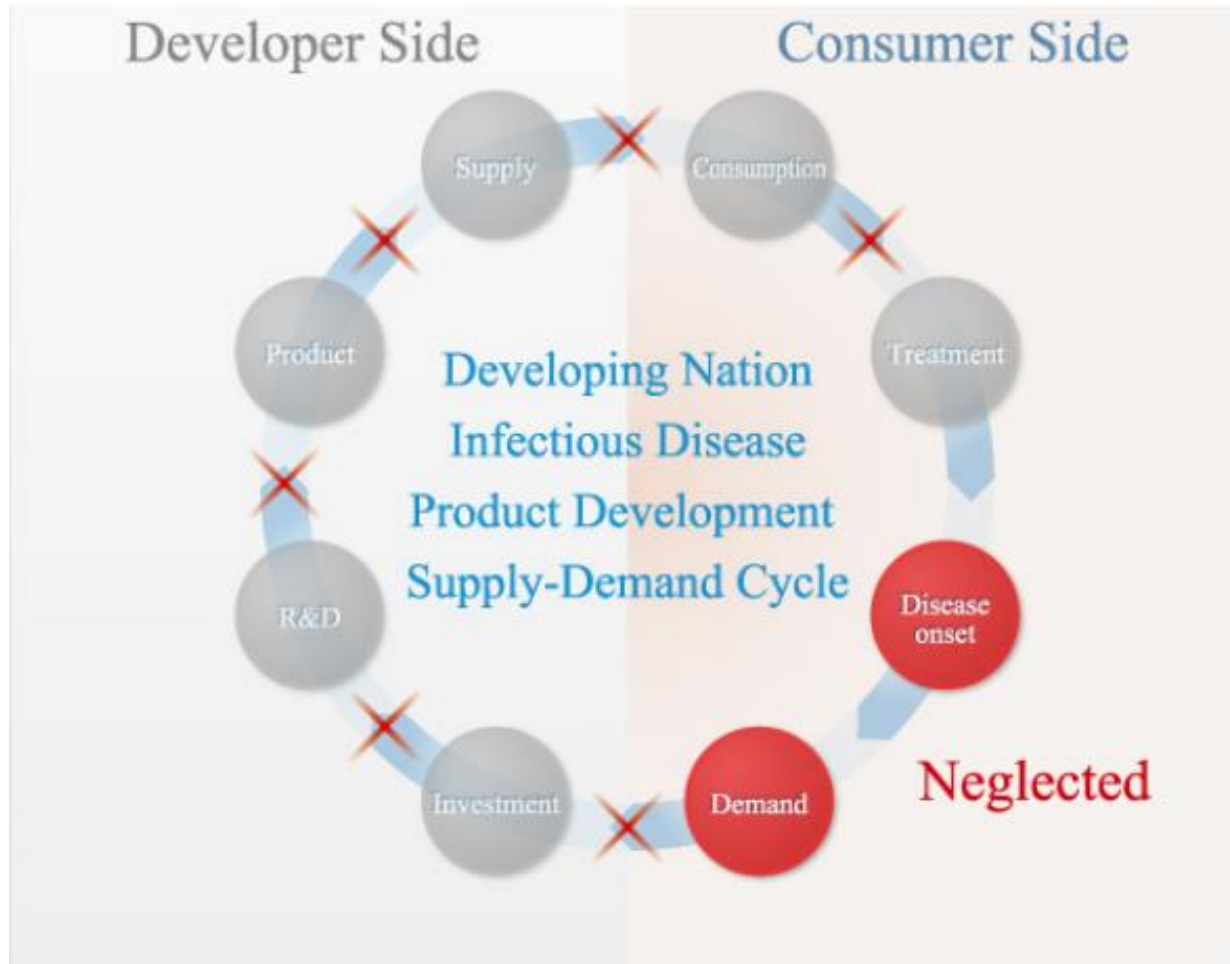 Developer Side
Consumer Side
Supply
Consumption
Product
Treatment
Developing Nation
Infectious Disease
Product Development
Supply-Demand Cycle
R&D
Disease
onset
Investment
Demand
Neglected